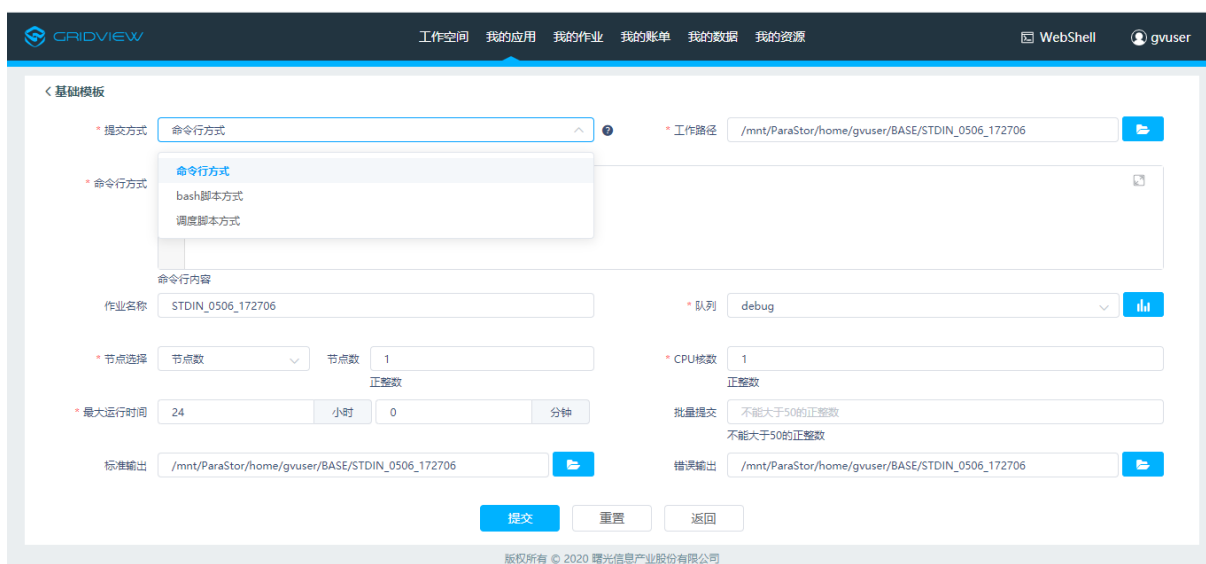 GRIDVIEW 工作空间 我的应用 我的作业 我的账单 我的数据 我的资源 WebShell gvuser
基础模板
* 提交方式 命令行方式 ? * 工作路径 /mnt/ParaStor/home/gvuser/BASE/STDIN_0506_172706
* 命令行方式
命令行方式
bash脚本方式
调度脚本方式
命令行内容
作业名称 STDIN_0506_172706 * 队列 debug
* 节点选择 节点数 节点数 1 * CPU核数 1
正整数 正整数
* 最大运行时间 24 小时 0 分钟 批量提交 不能大于50的正整数
不能大于50的正整数
标准输出 /mnt/ParaStor/home/gvuser/BASE/STDIN_0506_172706 错误输出 /mnt/ParaStor/home/gvuser/BASE/STDIN_0506_172706
提交 重置 返回
版权所有 © 2020 曙光信息产业股份有限公司